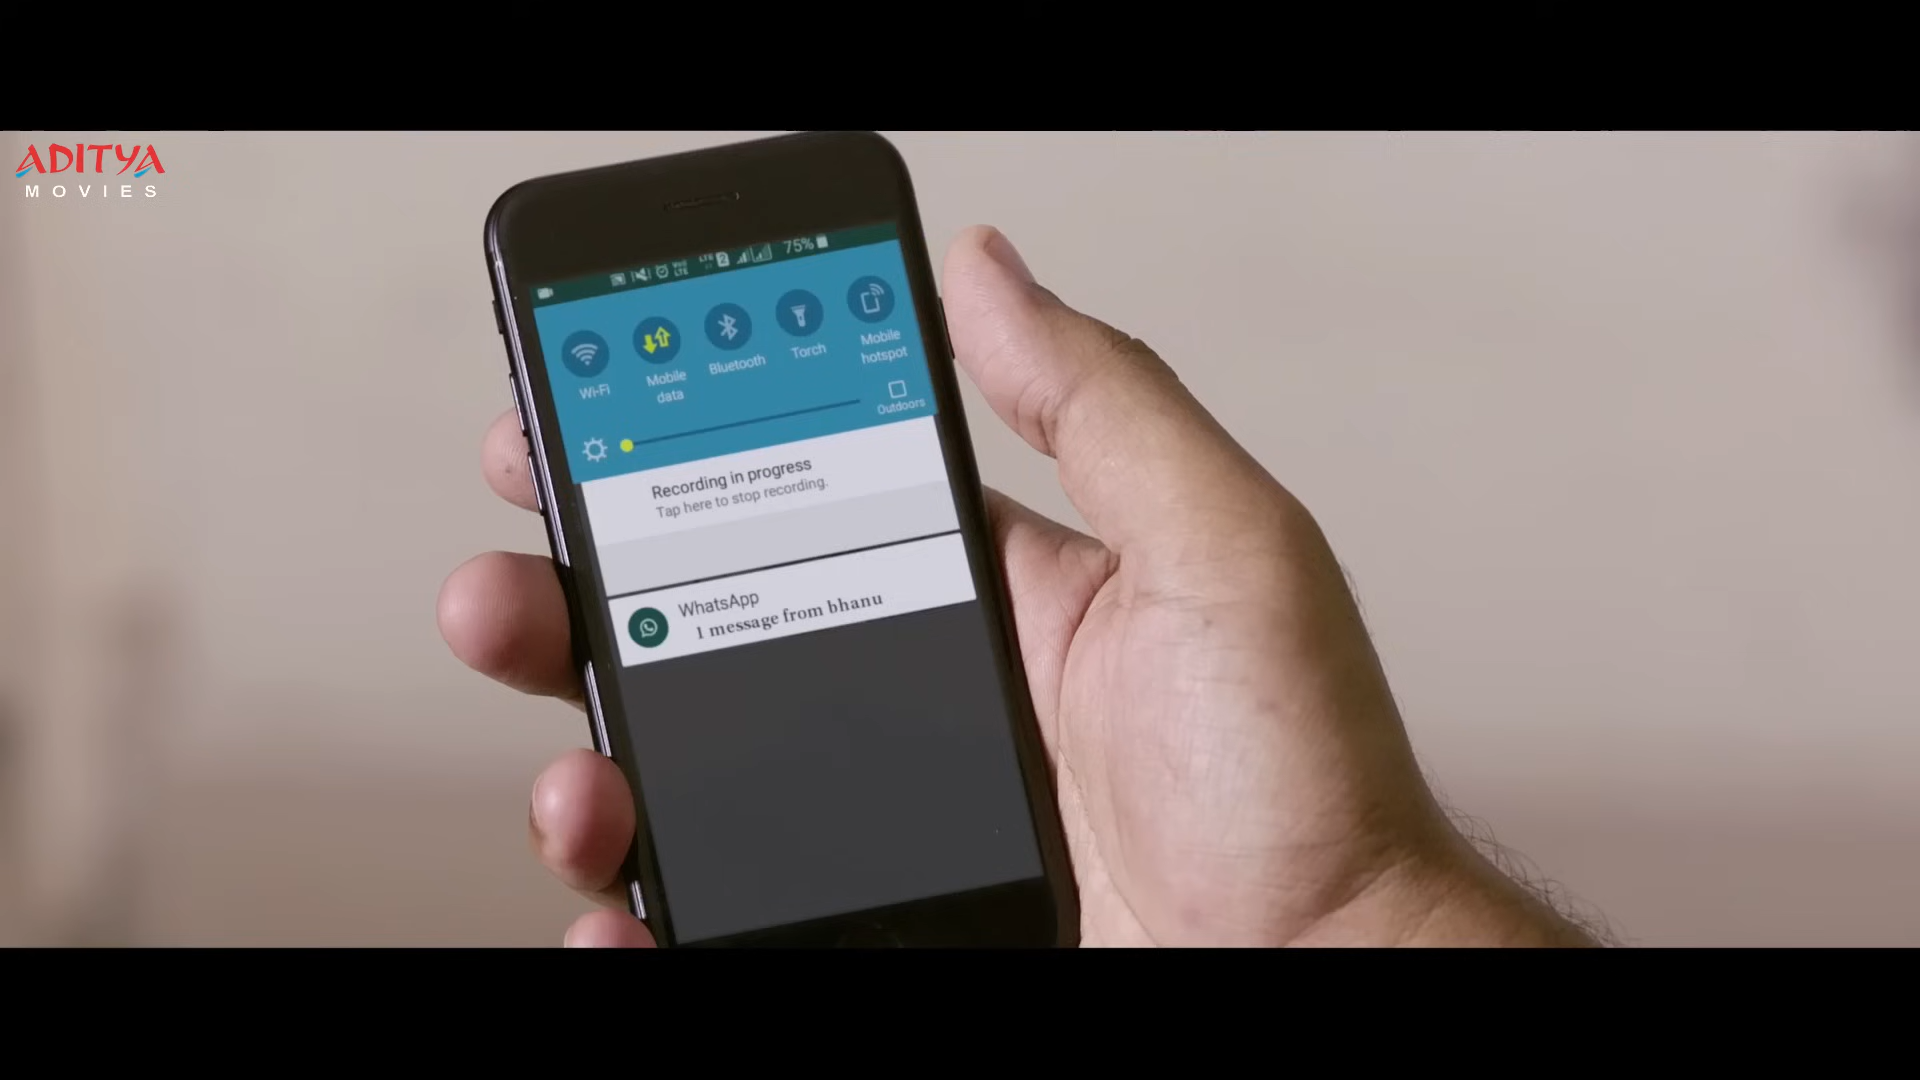 ADITYA
MOVIES
75%
Wi-Fi
Mobile
data
Bluetooth
Torch
Mobile
hotspot
Outdoors
Recording in progress
Tap here to stop recording.
WhatsApp
1 message from bhanu